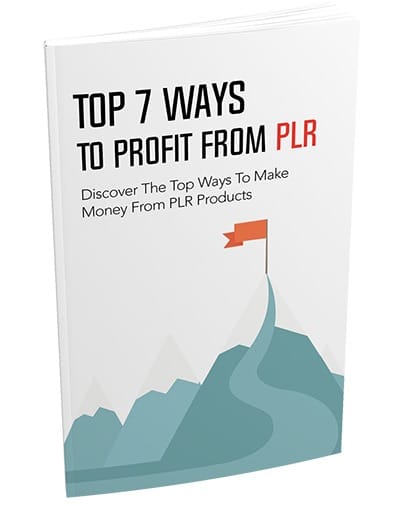 TOP 7 WAYS
TO PROFIT FROM PLR
Discover The Top Ways To Make
Money From PLR Products